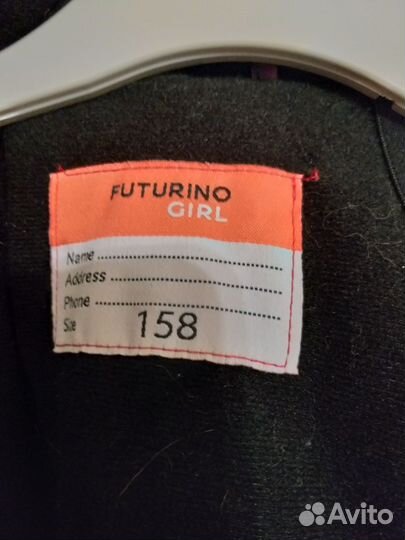 FUTURINO
GIRL
Name ........................
Address ........................
Phone ........................
Size 158
Avito